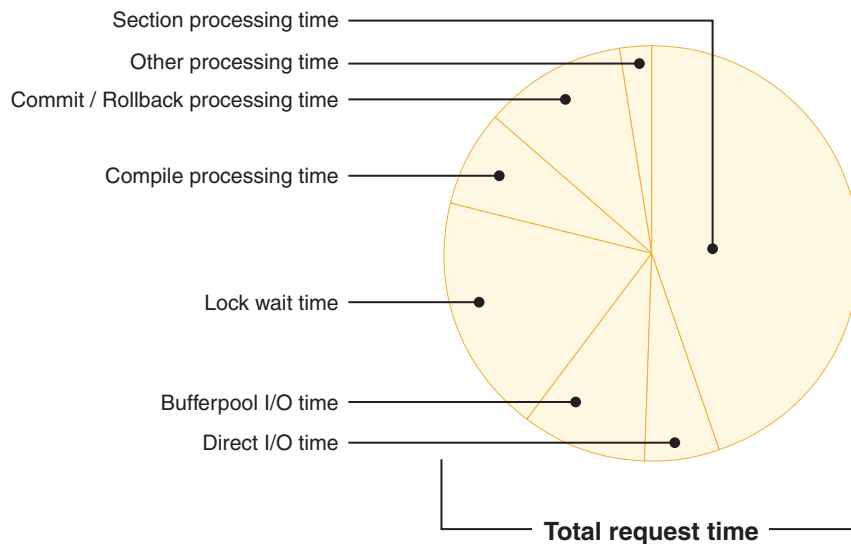 Section processing time
Other processing time
Commit / Rollback processing time
Compile processing time
Lock wait time
Bufferpool I/O time
Direct I/O time
Total request time